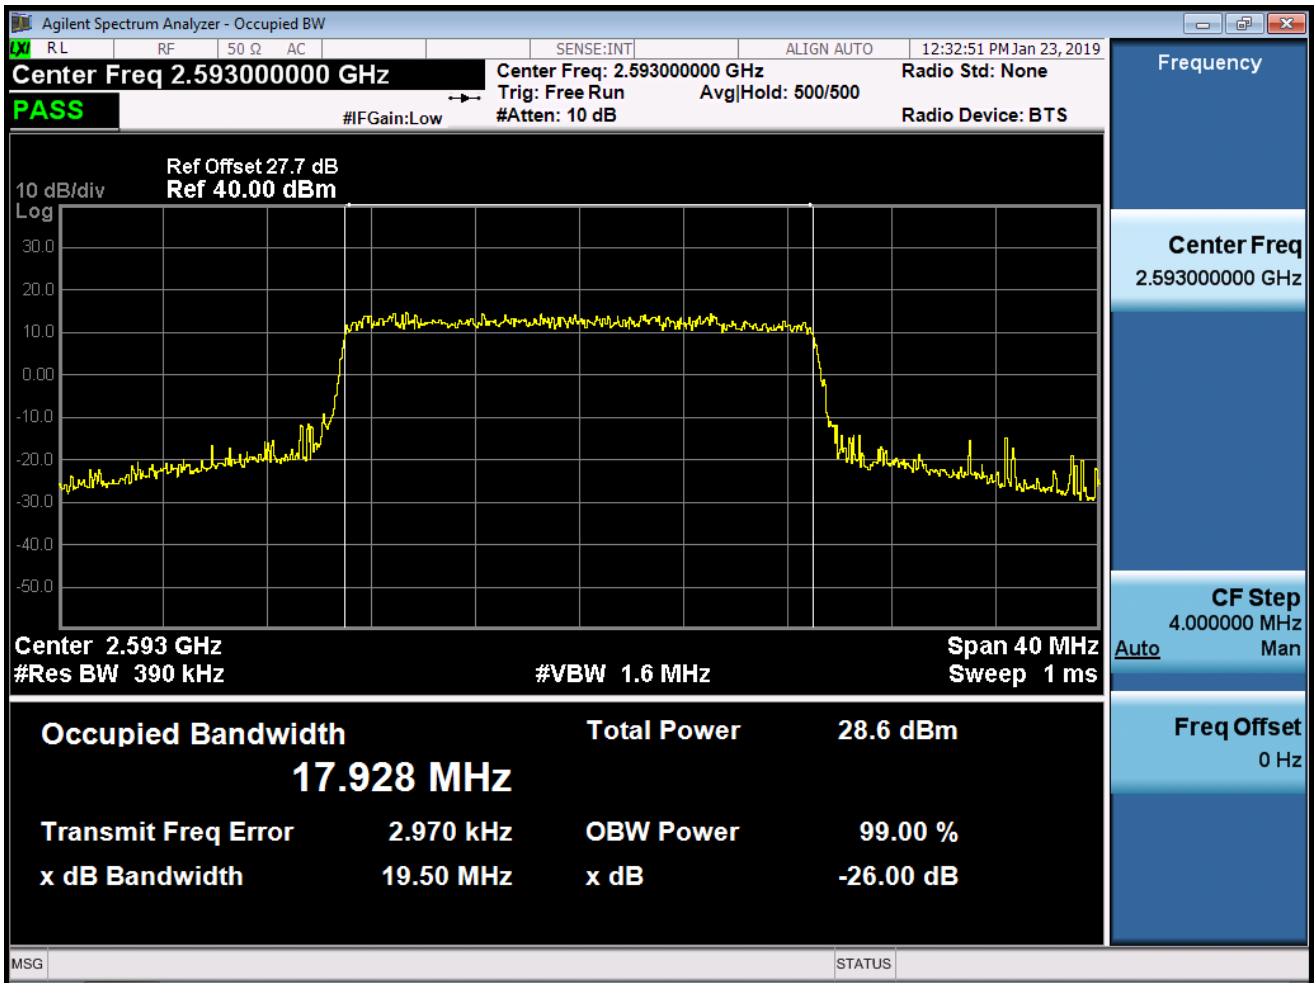 Agilent Spectrum Analyzer - Occupied BW
LXI RL RF 50 Ω AC SENSE:INT ALIGN AUTO 12:32:51 PM Jan 23, 2019
Center Freq 2.593000000 GHz
Center Freq: 2.593000000 GHz Radio Std: None
Trig: Free Run Avg|Hold: 500/500
PASS
#IFGain:Low #Atten: 10 dB Radio Device: BTS
Ref Offset 27.7 dB
10 dB/div Ref 40.00 dBm
Log
30.0
20.0
10.0
0.00
-10.0
-20.0
-30.0
-40.0
-50.0
Center 2.593 GHz Span 40 MHz
#Res BW 390 kHz #VBW 1.6 MHz Sweep 1 ms
Occupied Bandwidth Total Power 28.6 dBm
17.928 MHz
Transmit Freq Error 2.970 kHz OBW Power 99.00 %
x dB Bandwidth 19.50 MHz x dB -26.00 dB
MSG STATUS
Frequency
Center Freq
2.593000000 GHz
CF Step
4.000000 MHz
Auto Man
Freq Offset
0 Hz